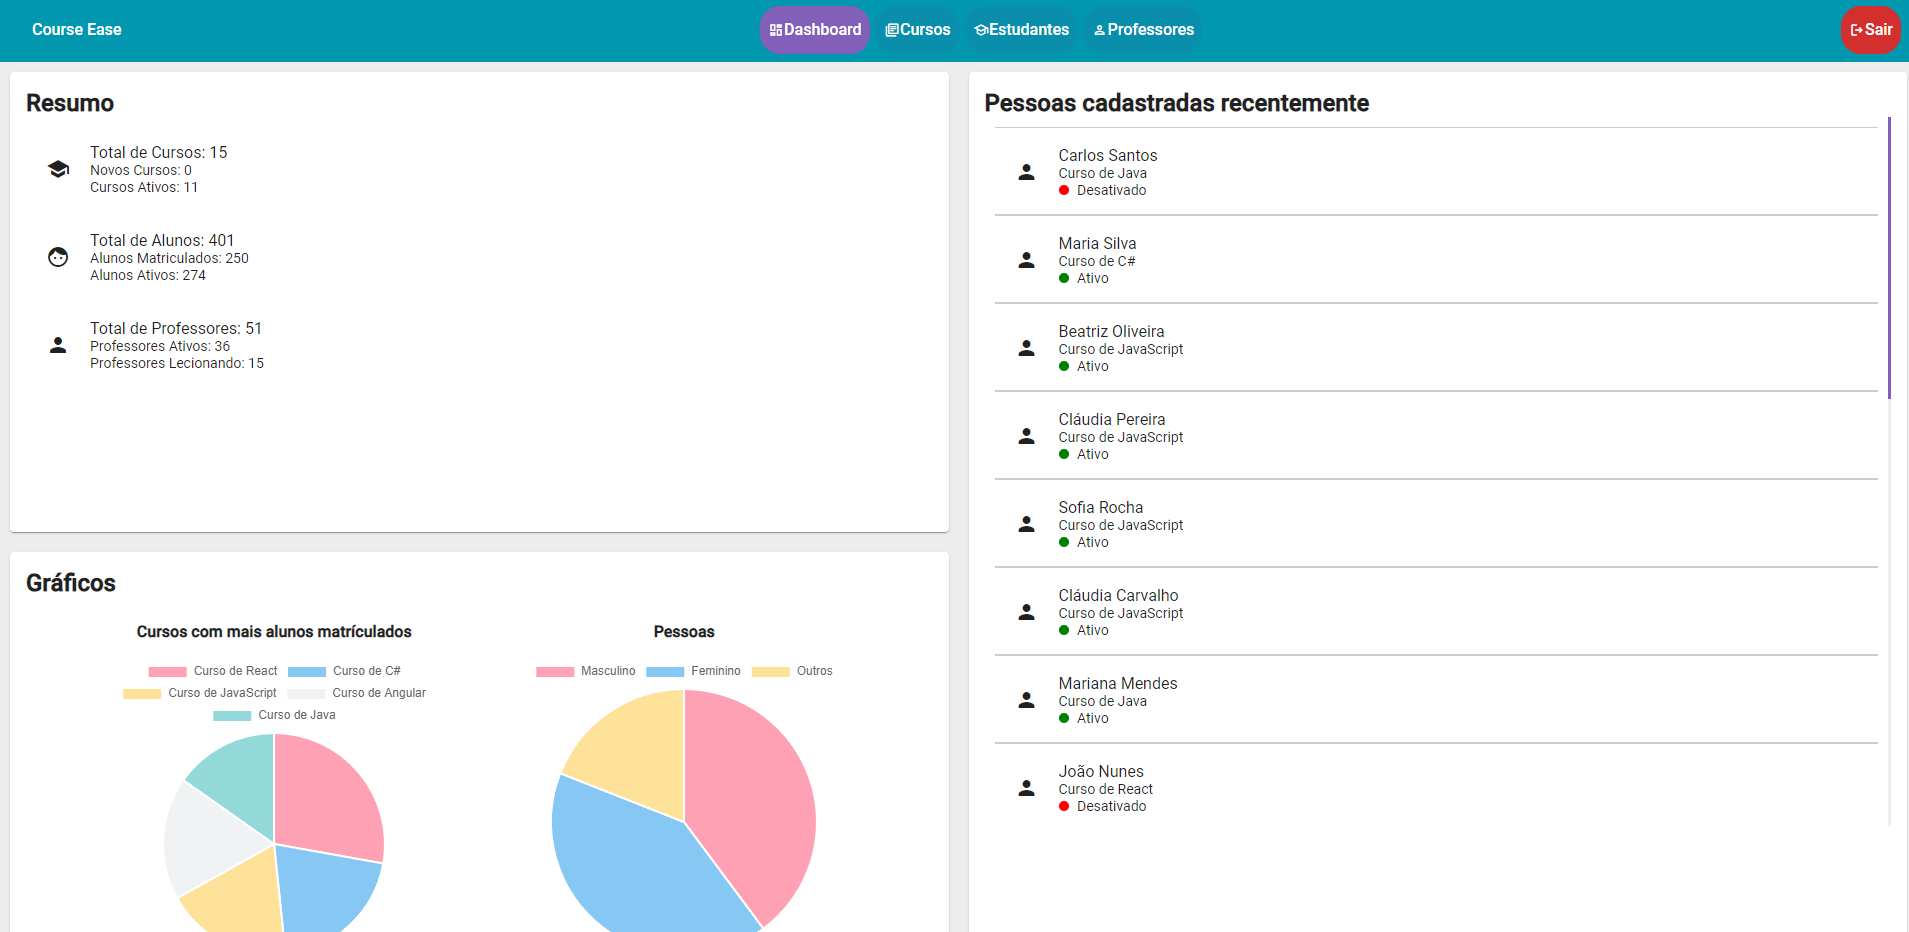 Course Ease
Dashboard
Cursos
Estudantes
Professores
Sair
Resumo
Total de Cursos: 15
Novos Cursos: 0
Cursos Ativos: 11
Total de Alunos: 401
Alunos Matriculados: 250
Alunos Ativos: 274
Total de Professores: 51
Professores Ativos: 36
Professores Lecionando: 15
Gráficos
Cursos com mais alunos matrículados
Curso de React
Curso de C#
Curso de JavaScript
Curso de Angular
Curso de Java
Pessoas
Masculino
Feminino
Outros
Pessoas cadastradas recentemente
Carlos Santos
Curso de Java
Desativado
Maria Silva
Curso de C#
Ativo
Beatriz Oliveira
Curso de JavaScript
Ativo
Cláudia Pereira
Curso de JavaScript
Ativo
Sofia Rocha
Curso de JavaScript
Ativo
Cláudia Carvalho
Curso de JavaScript
Ativo
Mariana Mendes
Curso de Java
Ativo
João Nunes
Curso de React
Desativado